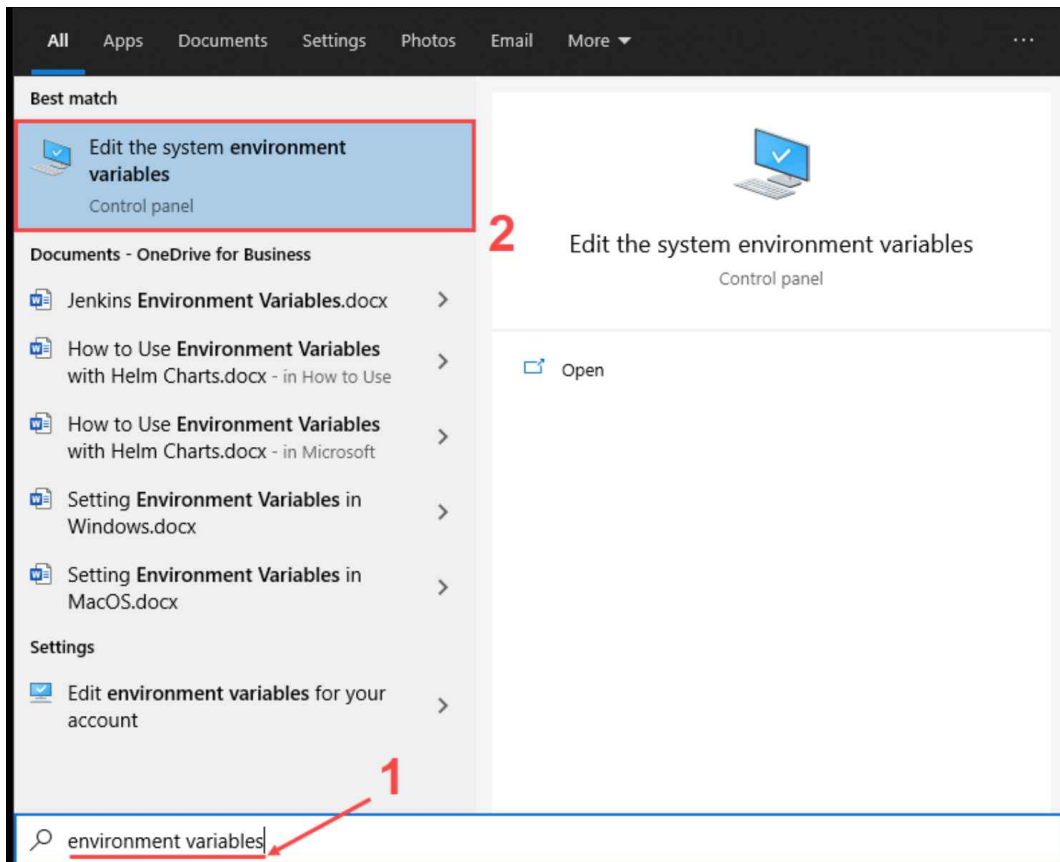 All Apps Documents Settings Photos Email More
Best match
Edit the system environment
variables
Control panel
2
Edit the system environment variables
Control panel
Documents - OneDrive for Business
Jenkins Environment Variables.docx
How to Use Environment Variables
with Helm Charts.docx - in How to Use
Open
How to Use Environment Variables
with Helm Charts.docx - in Microsoft
Setting Environment Variables in
Windows.docx
Setting Environment Variables in
MacOS.docx
Settings
Edit environment variables for your
account
1
environment variables